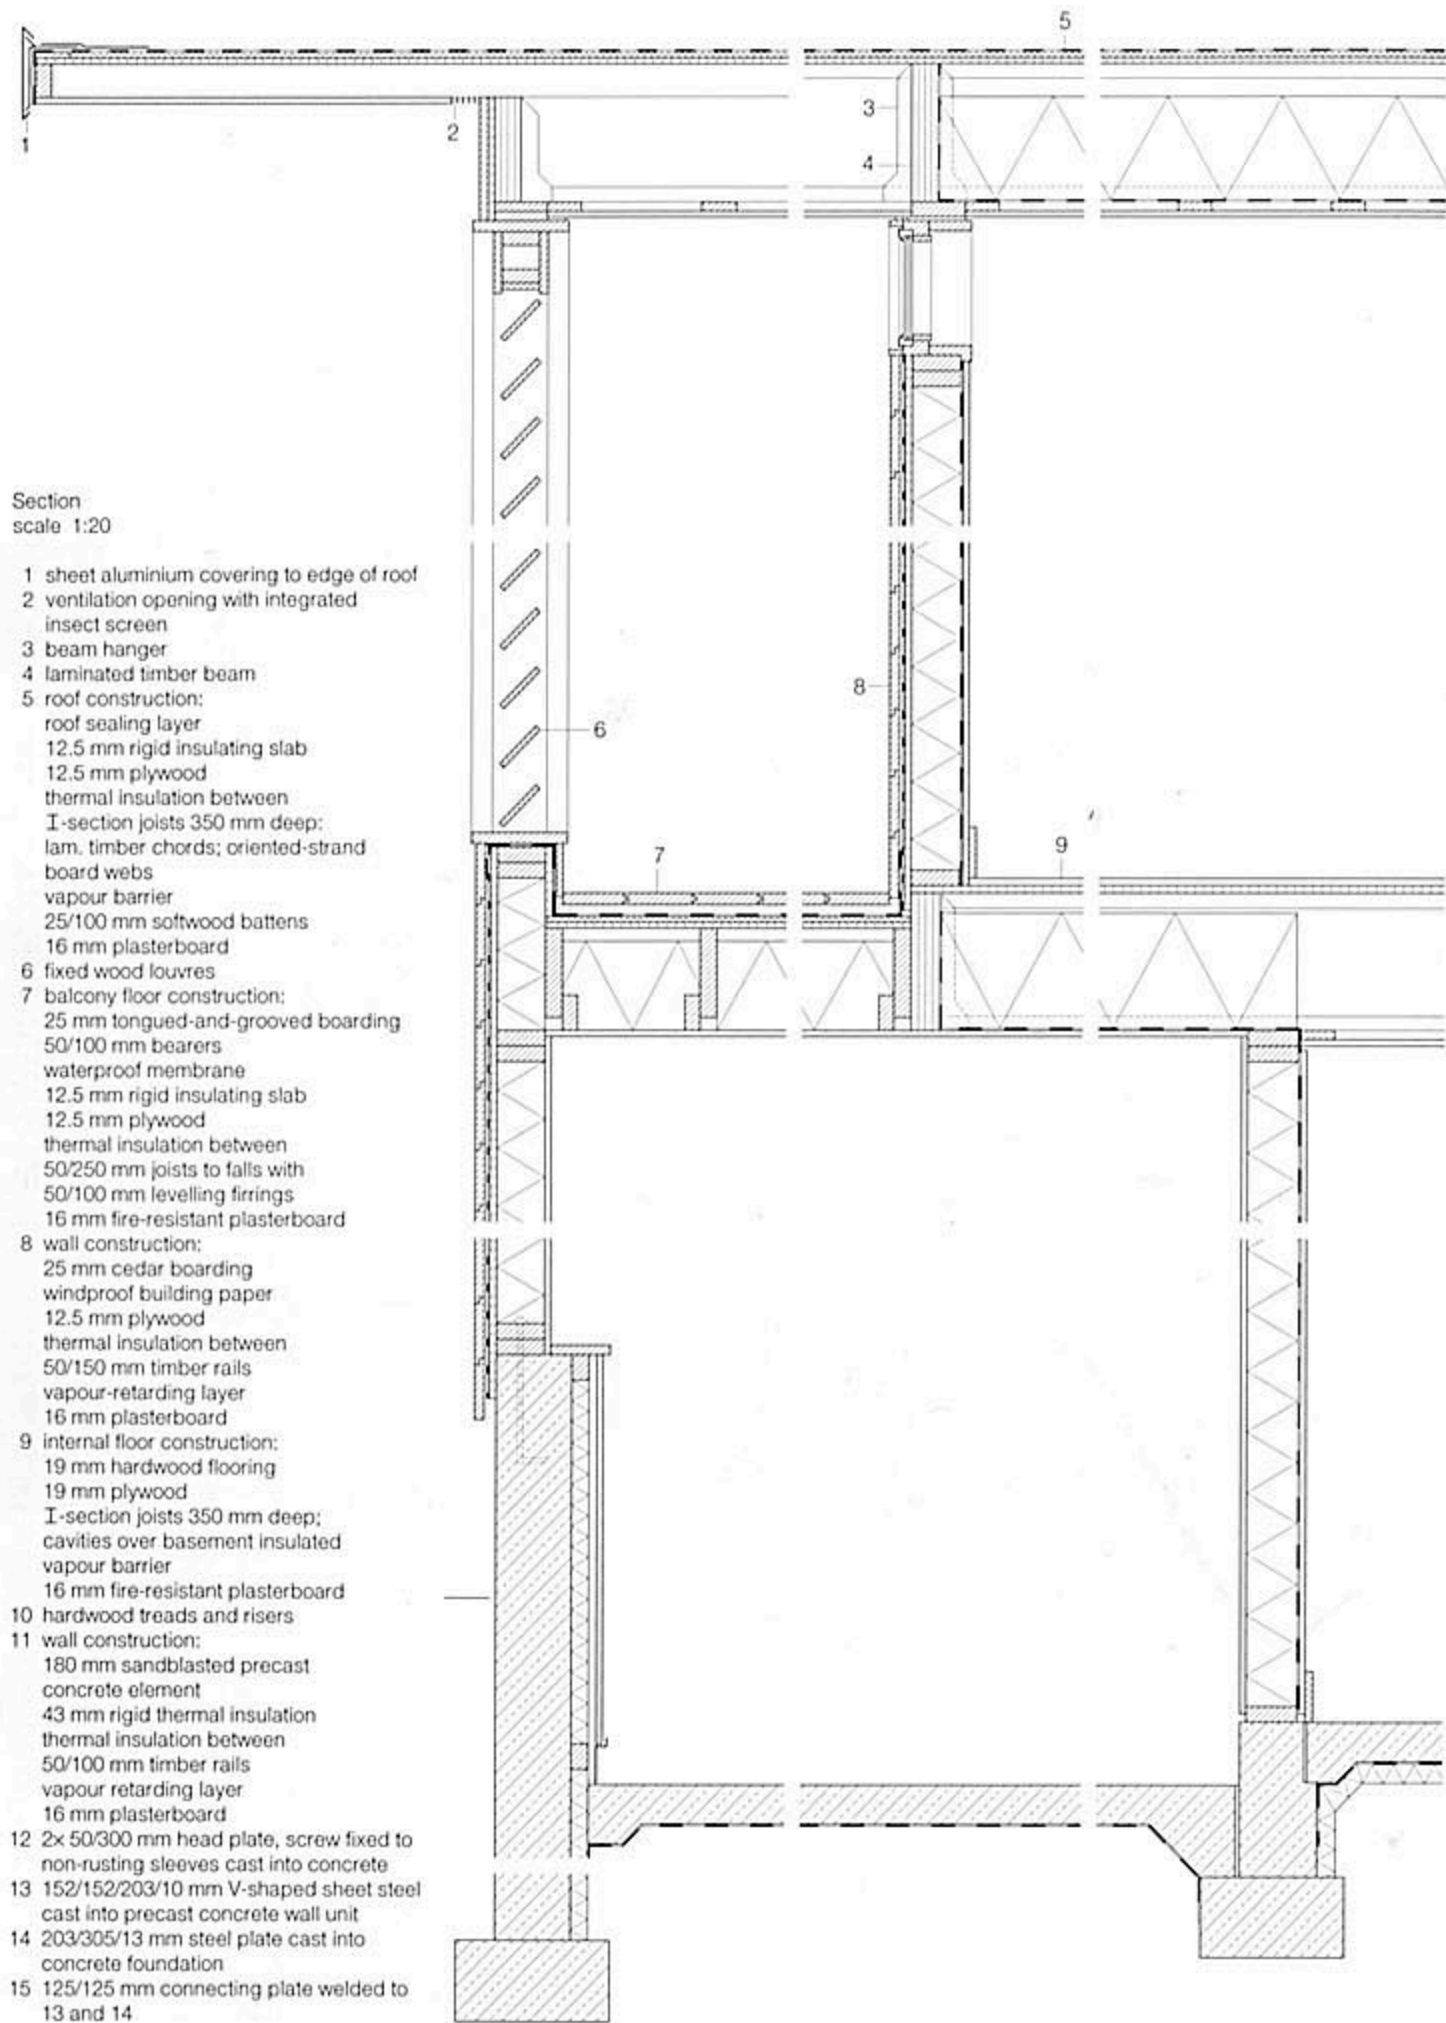 5
3
4
1
2
Section
scale 1:20
6
8
7
9
1 sheet aluminium covering to edge of roof
2 ventilation opening with integrated
insect screen
3 beam hanger
4 laminated timber beam
5 roof construction:
roof sealing layer
12.5 mm rigid insulating slab
12.5 mm plywood
thermal insulation between
I-section joists 350 mm deep:
lam. timber chords; oriented-strand
board webs
vapour barrier
25/100 mm softwood battens
16 mm plasterboard
6 fixed wood louvres
7 balcony floor construction:
25 mm tongued-and-grooved boarding
50/100 mm bearers
waterproof membrane
12.5 mm rigid insulating slab
12.5 mm plywood
thermal insulation between
50/250 mm joists to falls with
50/100 mm levelling firrings
16 mm fire-resistant plasterboard
8 wall construction:
25 mm cedar boarding
windproof building paper
12.5 mm plywood
thermal insulation between
50/150 mm timber rails
vapour-retarding layer
16 mm plasterboard
9 internal floor construction:
19 mm hardwood flooring
19 mm plywood
I-section joists 350 mm deep;
cavities over basement insulated
vapour barrier
16 mm fire-resistant plasterboard
10 hardwood treads and risers
11 wall construction:
180 mm sandblasted precast
concrete element
43 mm rigid thermal insulation
thermal insulation between
50/100 mm timber rails
vapour retarding layer
16 mm plasterboard
12 2× 50/300 mm head plate, screw fixed to
non-rusting sleeves cast into concrete
13 152/152/203/10 mm V-shaped sheet steel
cast into precast concrete wall unit
14 203/305/13 mm steel plate cast into
concrete foundation
15 125/125 mm connecting plate welded to
13 and 14